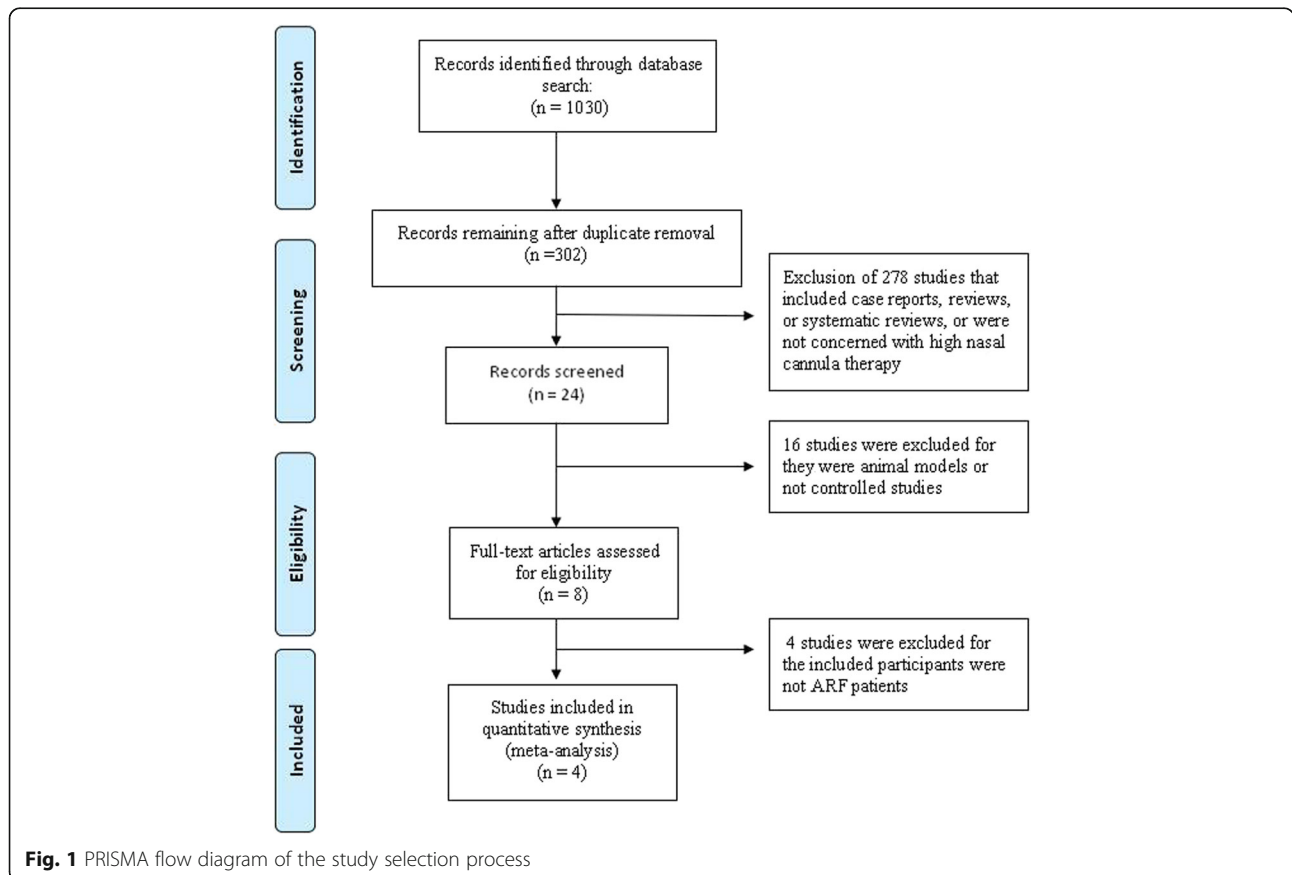 Identification
Records identified through database
search:
(n = 1030)
Records remaining after duplicate removal
(n =302)
Screening
Exclusion of 278 studies that
included case reports, reviews,
or systematic reviews, or were
not concerned with high nasal
cannula therapy
Records screened
(n = 24)
16 studies were excluded for
they were animal models or
not controlled studies
Eligibility
Full-text articles assessed
for eligibility
(n = 8)
4 studies were excluded for
the included participants were
not ARF patients
Included
Studies included in
quantitative synthesis
(meta-analysis)
(n = 4)
Fig. 1 PRISMA flow diagram of the study selection process